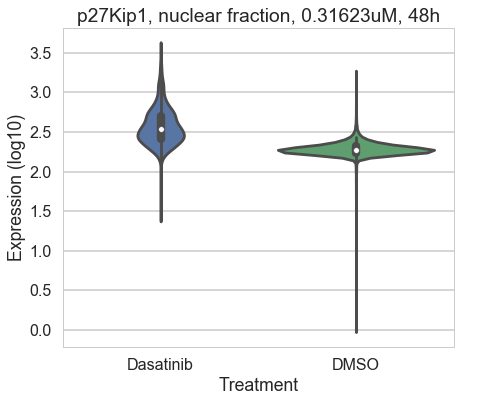 p27Kip1, nuclear fraction, 0.31623uM, 48h
Expression (log10)
3.5
3.0
2.5
2.0
1.5
1.0
0.5
0.0
Dasatinib DMSO
Treatment